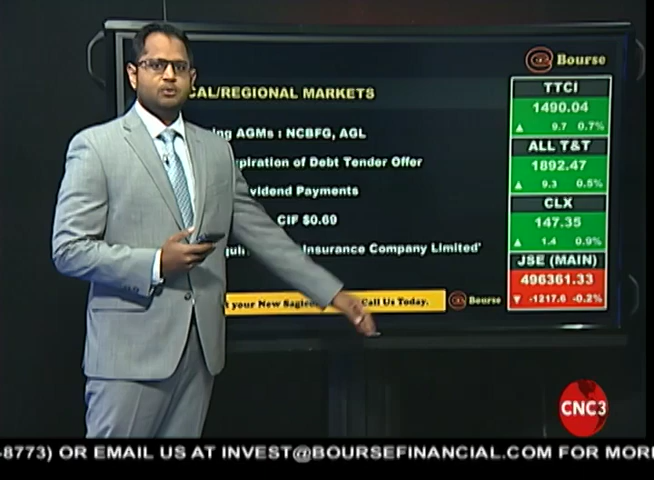 Bourse
CAL/REGIONAL MARKETS
ing AGMs : NCBFG, AGL
xpiration of Debt Tender Offer
vidend Payments
CIF $0.69
Insurance Company Limited'
your New Call Us Today.
Bourse
TTCI
1490.04
▲ 9.7 0.7%
ALL T&T
1892.47
▲ 9.3 0.5%
CLX
147.35
▲ 1.4 0.9%
JSE (MAIN)
496361.33
▼ -1217.6 -0.2%
CNC3
-8773) OR EMAIL US AT INVEST@BOURSEFINANCIAL.COM FOR MOR